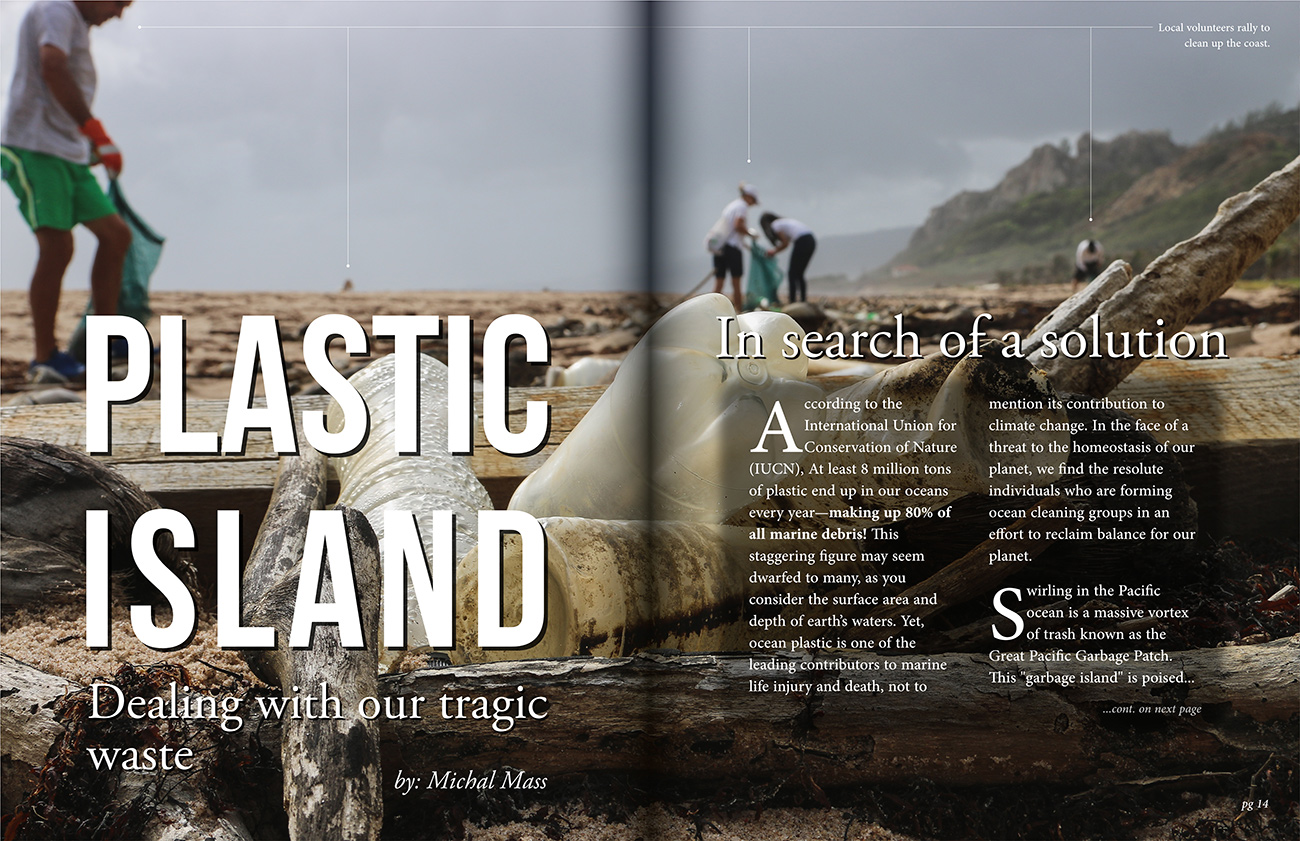 Local volunteers rally to
clean up the coast.
PLASTIC
ISLAND
Dealing with our tragic
waste
by: Michal Mass
In search of a solution
According to the
International Union for
Conservation of Nature
(IUCN), At least 8 million tons
of plastic end up in our oceans
every year—making up 80% of
all marine debris! This
staggering figure may seem
dwarfed to many, as you
consider the surface area and
depth of earth's waters. Yet,
ocean plastic is one of the
leading contributors to marine
life injury and death, not to
mention its contribution to
climate change. In the face of a
threat to the homeostasis of our
planet, we find the resolute
individuals who are forming
ocean cleaning groups in an
effort to reclaim balance for our
planet.
Swirling in the Pacific
ocean is a massive vortex
of trash known as the
Great Pacific Garbage Patch.
This "garbage island" is poised...
...cont. on next page
pg 14